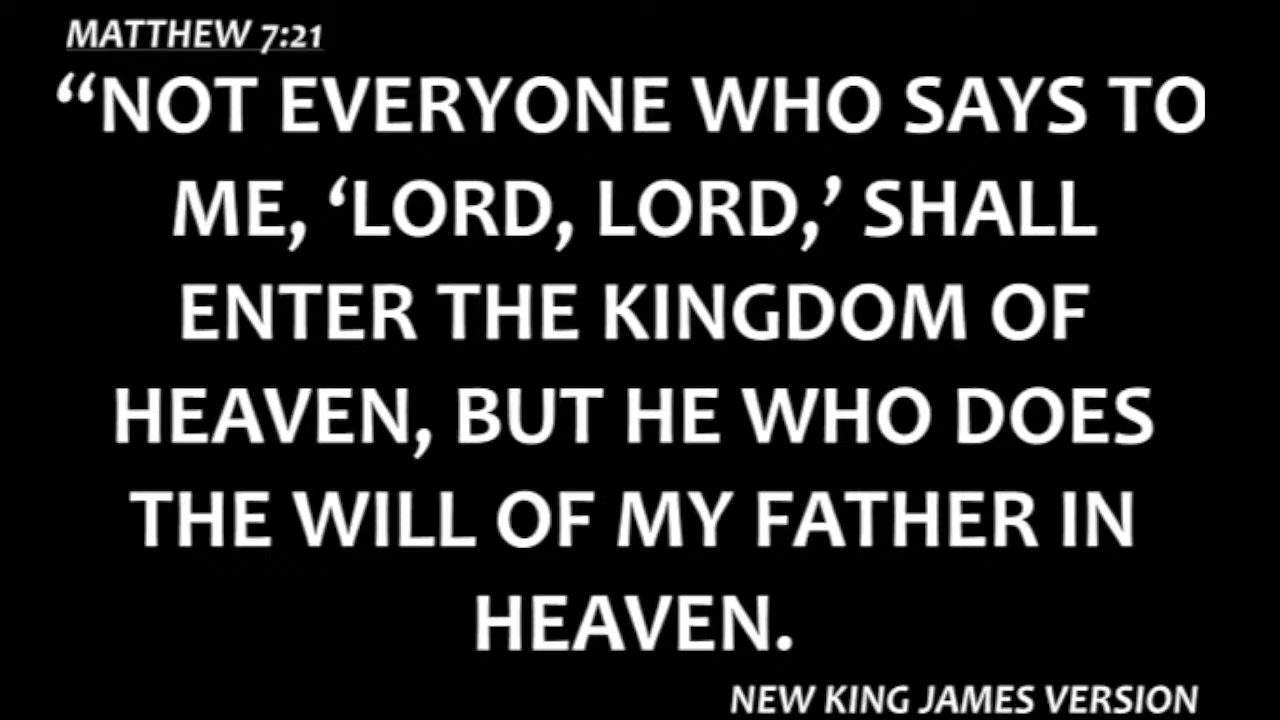 MATTHEW 7:21
“NOT EVERYONE WHO SAYS TO
ME, ‘LORD, LORD,’ SHALL
ENTER THE KINGDOM OF
HEAVEN, BUT HE WHO DOES
THE WILL OF MY FATHER IN
HEAVEN.
NEW KING JAMES VERSION